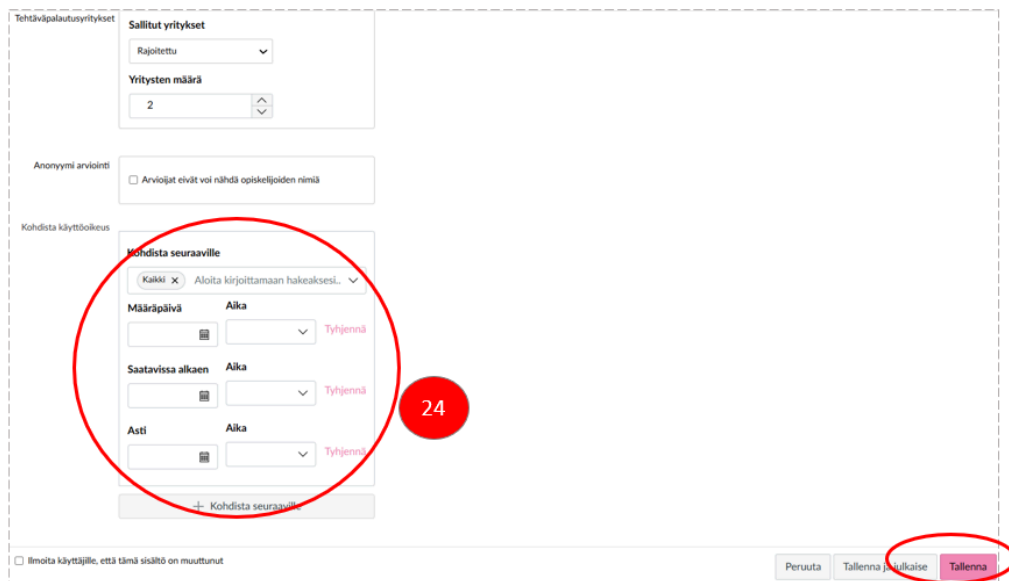 Tehtäväpalautusyritykset
Sallitut yritykset
Rajoitettu
Yritysten määrä
2
Anonyymi arviointi
Arvioijat eivät voi nähdä opiskelijoiden nimiä
Kohdista käyttöoikeus
Kohdista seuraaville
Kaikki x Aloita kirjoittamaan hakeaksesi..
Määräpäivä Aika
Tyhjennä
Saatavissa alkaen Aika
Tyhjennä
24
Asti Aika
Tyhjennä
+ Kohdista seuraaville
Ilmoita käyttäjille, että tämä sisältö on muuttunut
Peruuta Tallenna ja julkaise Tallenna